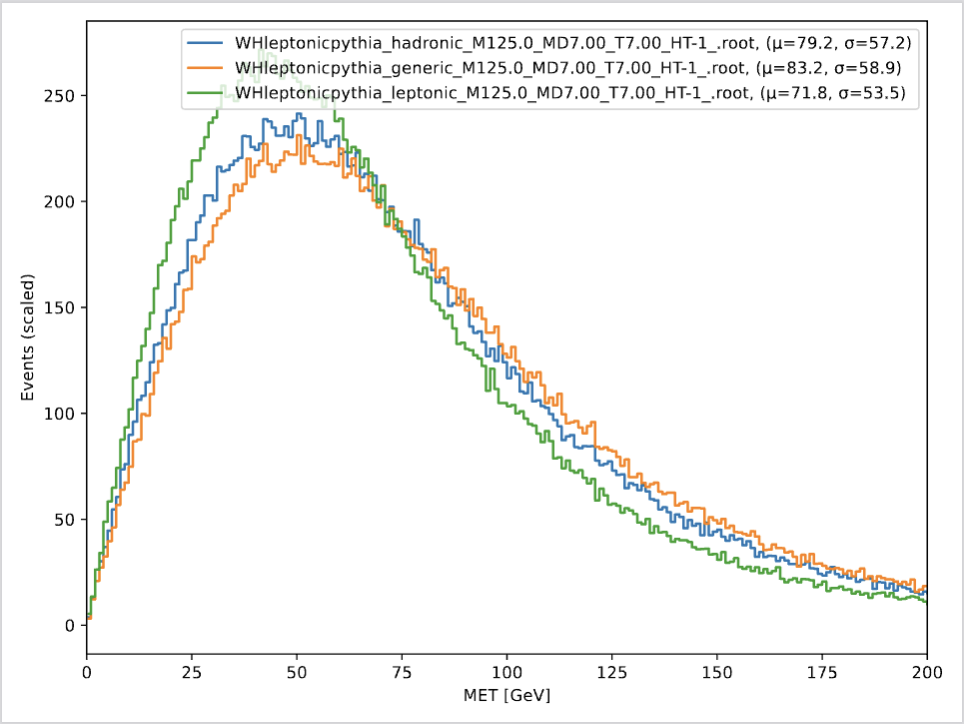 WHleptonicpythia_hadronic_M125.0_MD7.00_T7.00_HT-1_.root, (μ=79.2, σ=57.2)
WHleptonicpythia_generic_M125.0_MD7.00_T7.00_HT-1_.root, (μ=83.2, σ=58.9)
WHleptonicpythia_leptonic_M125.0_MD7.00_T7.00_HT-1_.root, (μ=71.8, σ=53.5)
Events (scaled)
250
200
150
100
50
0
0 25 50 75 100 125 150 175 200
MET [GeV]